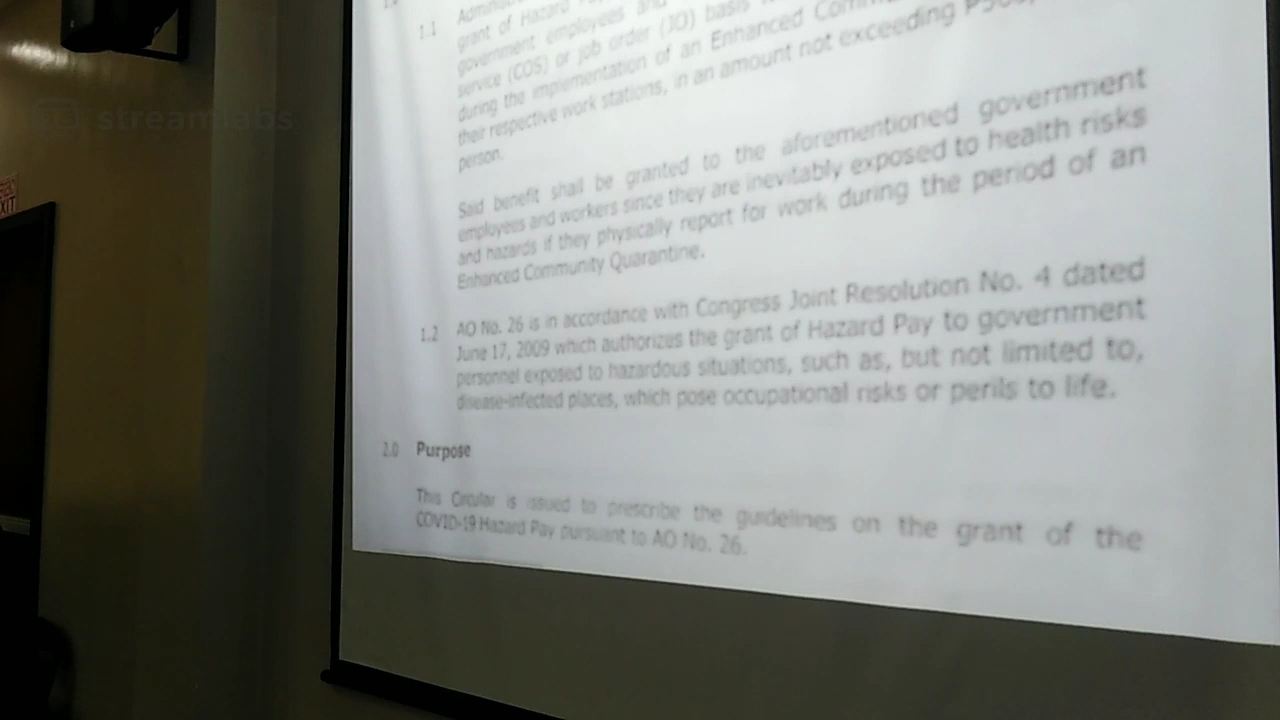 streamlabs
EXIT
1.1
grant of Hazard
government employees and
service (COS) or job order (JO) basis
during the implementation of an Enhanced
their respective work stations, in an amount not exceeding
person.
Said benefit shall be granted to the aforementioned government
employees and workers since they are inevitably exposed to health risks
and hazards if they physically report for work during the period of an
Enhanced Community Quarantine.
1.2 AO No. 26 is in accordance with Congress Joint Resolution No. 4 dated
June 17, 2009 which authorizes the grant of Hazard Pay to government
personnel exposed to hazardous situations, such as, but not limited to,
disease-infected places, which pose occupational risks or perils to life.
2.0 Purpose
This Circular is issued to prescribe the guidelines on the grant of the
COVID-19 Hazard Pay pursuant to AO No. 26.